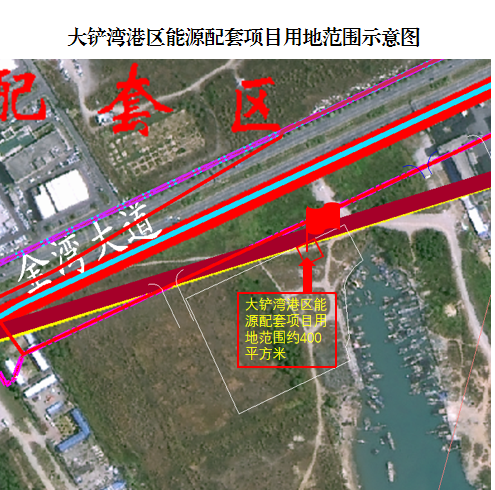 大铲湾港区能源配套项目用地范围示意图
配套区
金湾大道
大铲湾港区能
源配套项目用
地范围约400
平方米